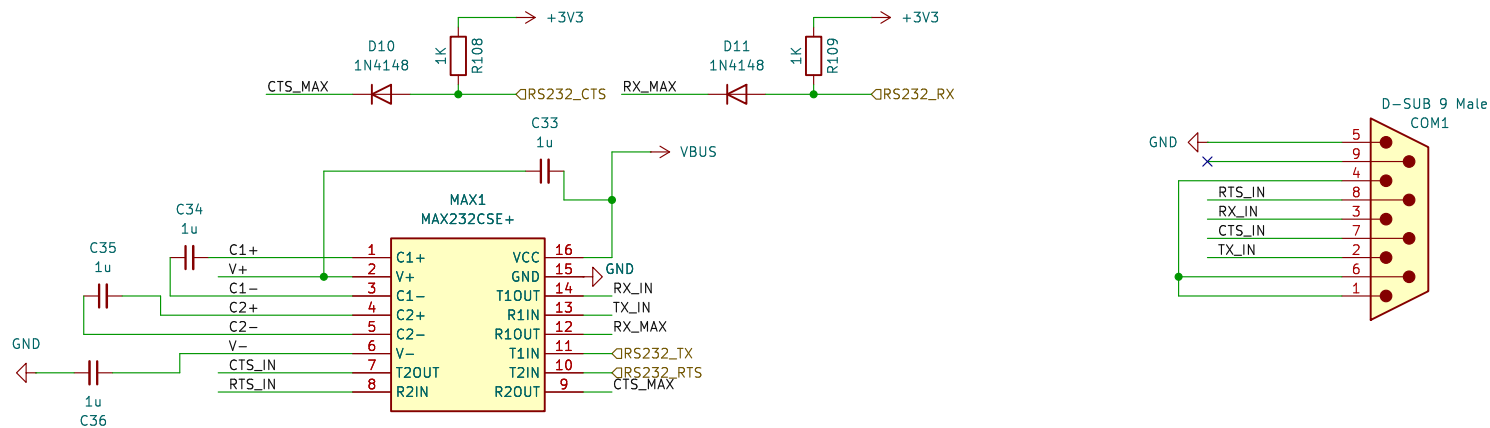 +3V3
+3V3
D10
1N4148
1K
R108
D11
1N4148
1K
R109
CTS_MAX
RS232_CTS
RX_MAX
RS232_RX
D-SUB 9 Male
COM1
C33
1u
VBUS
GND
5
9
4
8
RTS_IN
3
RX_IN
7
CTS_IN
2
TX_IN
6
1
MAX1
MAX232CSE+
C34
1u
C35
1u
C1+
1
C1+
VCC
16
V+
2
V+
GND
15
GND
C1-
3
C1-
T1OUT
14
RX_IN
C2+
4
C2+
R1IN
13
TX_IN
C2-
5
C2-
R1OUT
12
RX_MAX
GND
V-
6
V-
T1IN
11
RS232_TX
CTS_IN
7
T2OUT
T2IN
10
RS232_RTS
RTS_IN
8
R2IN
R2OUT
9
CTS_MAX
1u
C36